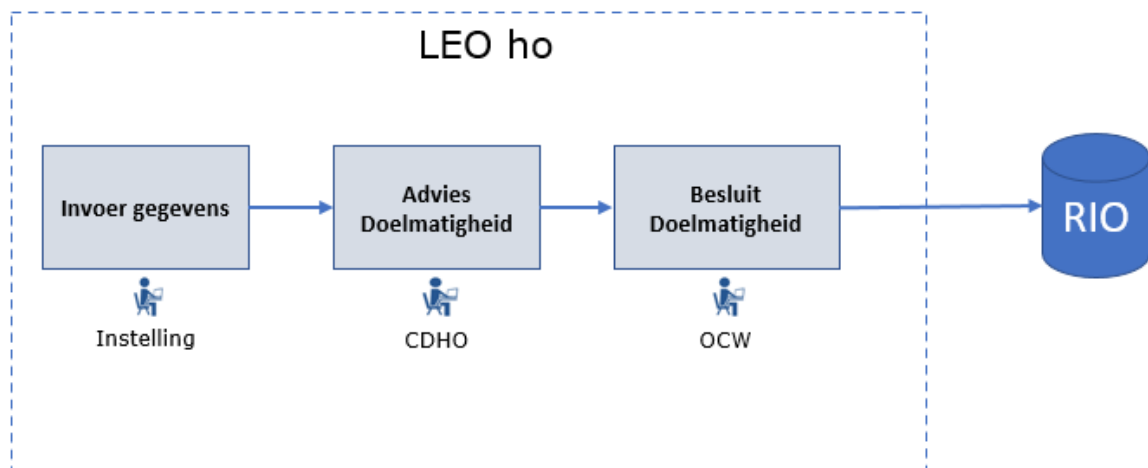 LEO ho
Invoer gegevens
Advies
Doelmatigheid
Besluit
Doelmatigheid
RIO
Instelling
CDHO
OCW